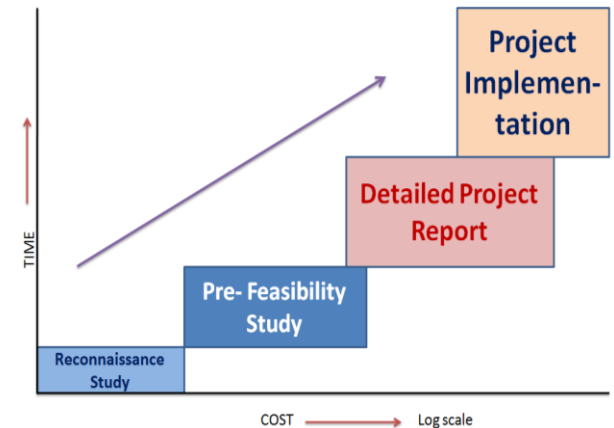 Project
Implemen-
tation
Detailed Project
Report
Pre- Feasibility
Study
Reconnaissance
Study
TIME
COST
Log scale